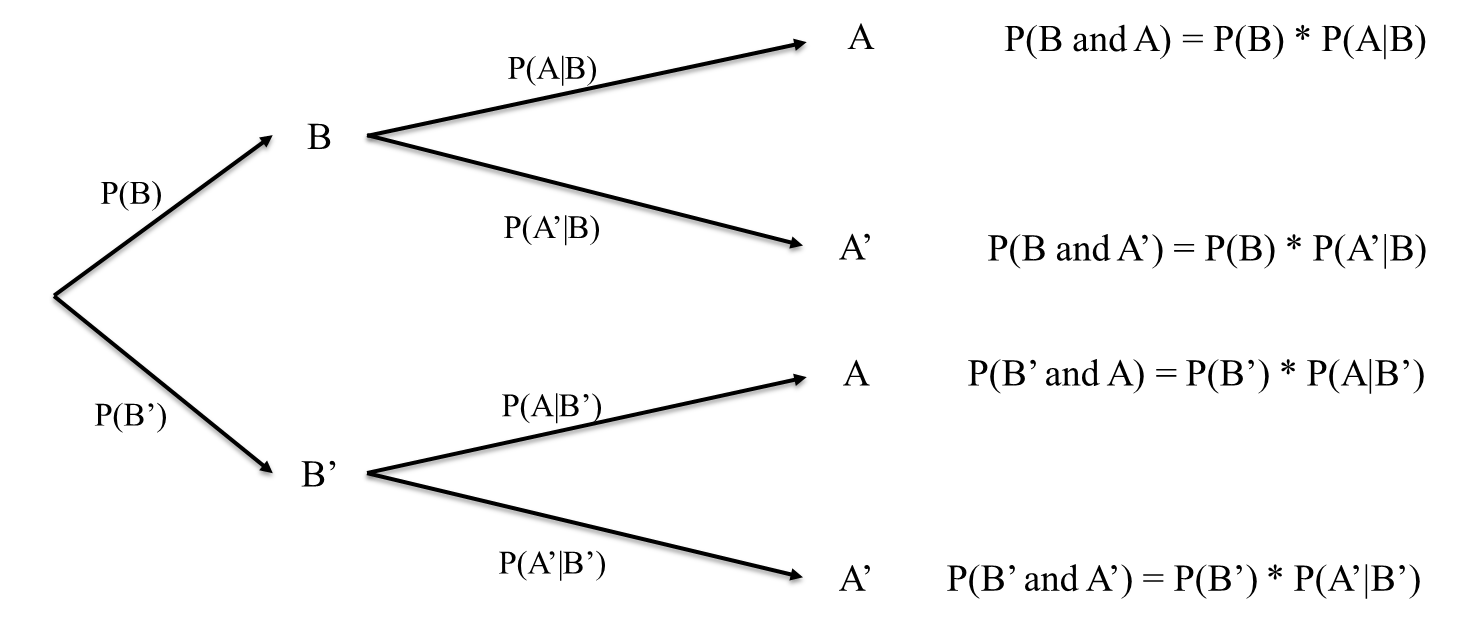 A P(B and A) = P(B) * P(A|B)
P(A|B)
B
P(B)
P(A’|B)
A’ P(B and A’) = P(B) * P(A’|B)
A P(B’ and A) = P(B’) * P(A|B’)
P(A|B’)
P(B’)
B’
P(A’|B’)
A’ P(B’ and A’) = P(B’) * P(A’|B’)